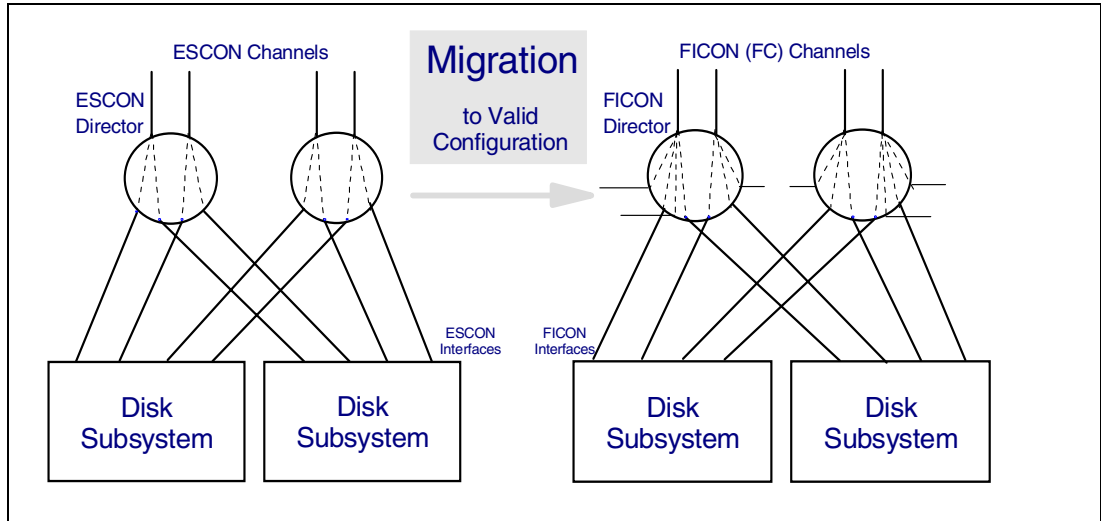 ESCON Channels
ESCON
Director
Migration
to Valid
Configuration
FICON (FC) Channels
FICON
Director
ESCON
Interfaces
FICON
Interfaces
Disk
Subsystem
Disk
Subsystem
Disk
Subsystem
Disk
Subsystem